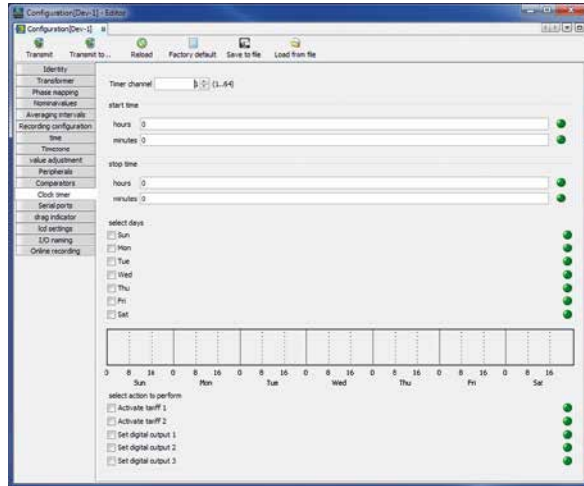 Configuration[Dev-1] - Editor
Configuration[Dev-1]
Transmit Transmit to... Reload Factory default Save to file Load from file
Identity
Transformer
Phase mapping
Nominalvalues
Averaging intervals
Recording configuration
time
Timezone
value adjustment
Peripherals
Comparators
Clock timer
Serial ports
drag indicator
lcd settings
I/O naming
Online recording
Timer channel 1 (1..64)
start time
hours 0
minutes 0
stop time
hours 0
minutes 0
select days
Sun
Mon
Tue
Wed
Thu
Fri
Sat
0 8 16 0 8 16 0 8 16 0 8 16 0 8 16 0 8 16 0 8 16
Sun Mon Tue Wed Thu Fri Sat
select action to perform
Activate tariff 1
Activate tariff 2
Set digital output 1
Set digital output 2
Set digital output 3